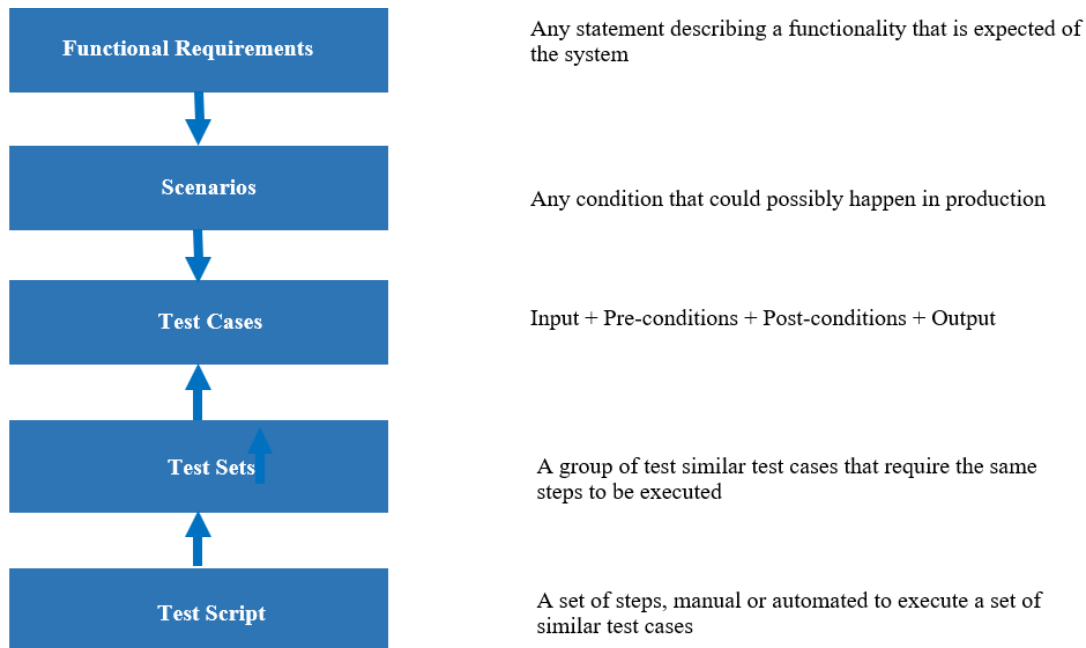 Functional Requirements
Any statement describing a functionality that is expected of
the system
Scenarios
Any condition that could possibly happen in production
Test Cases
Input + Pre-conditions + Post-conditions + Output
Test Sets
A group of test similar test cases that require the same
steps to be executed
Test Script
A set of steps, manual or automated to execute a set of
similar test cases